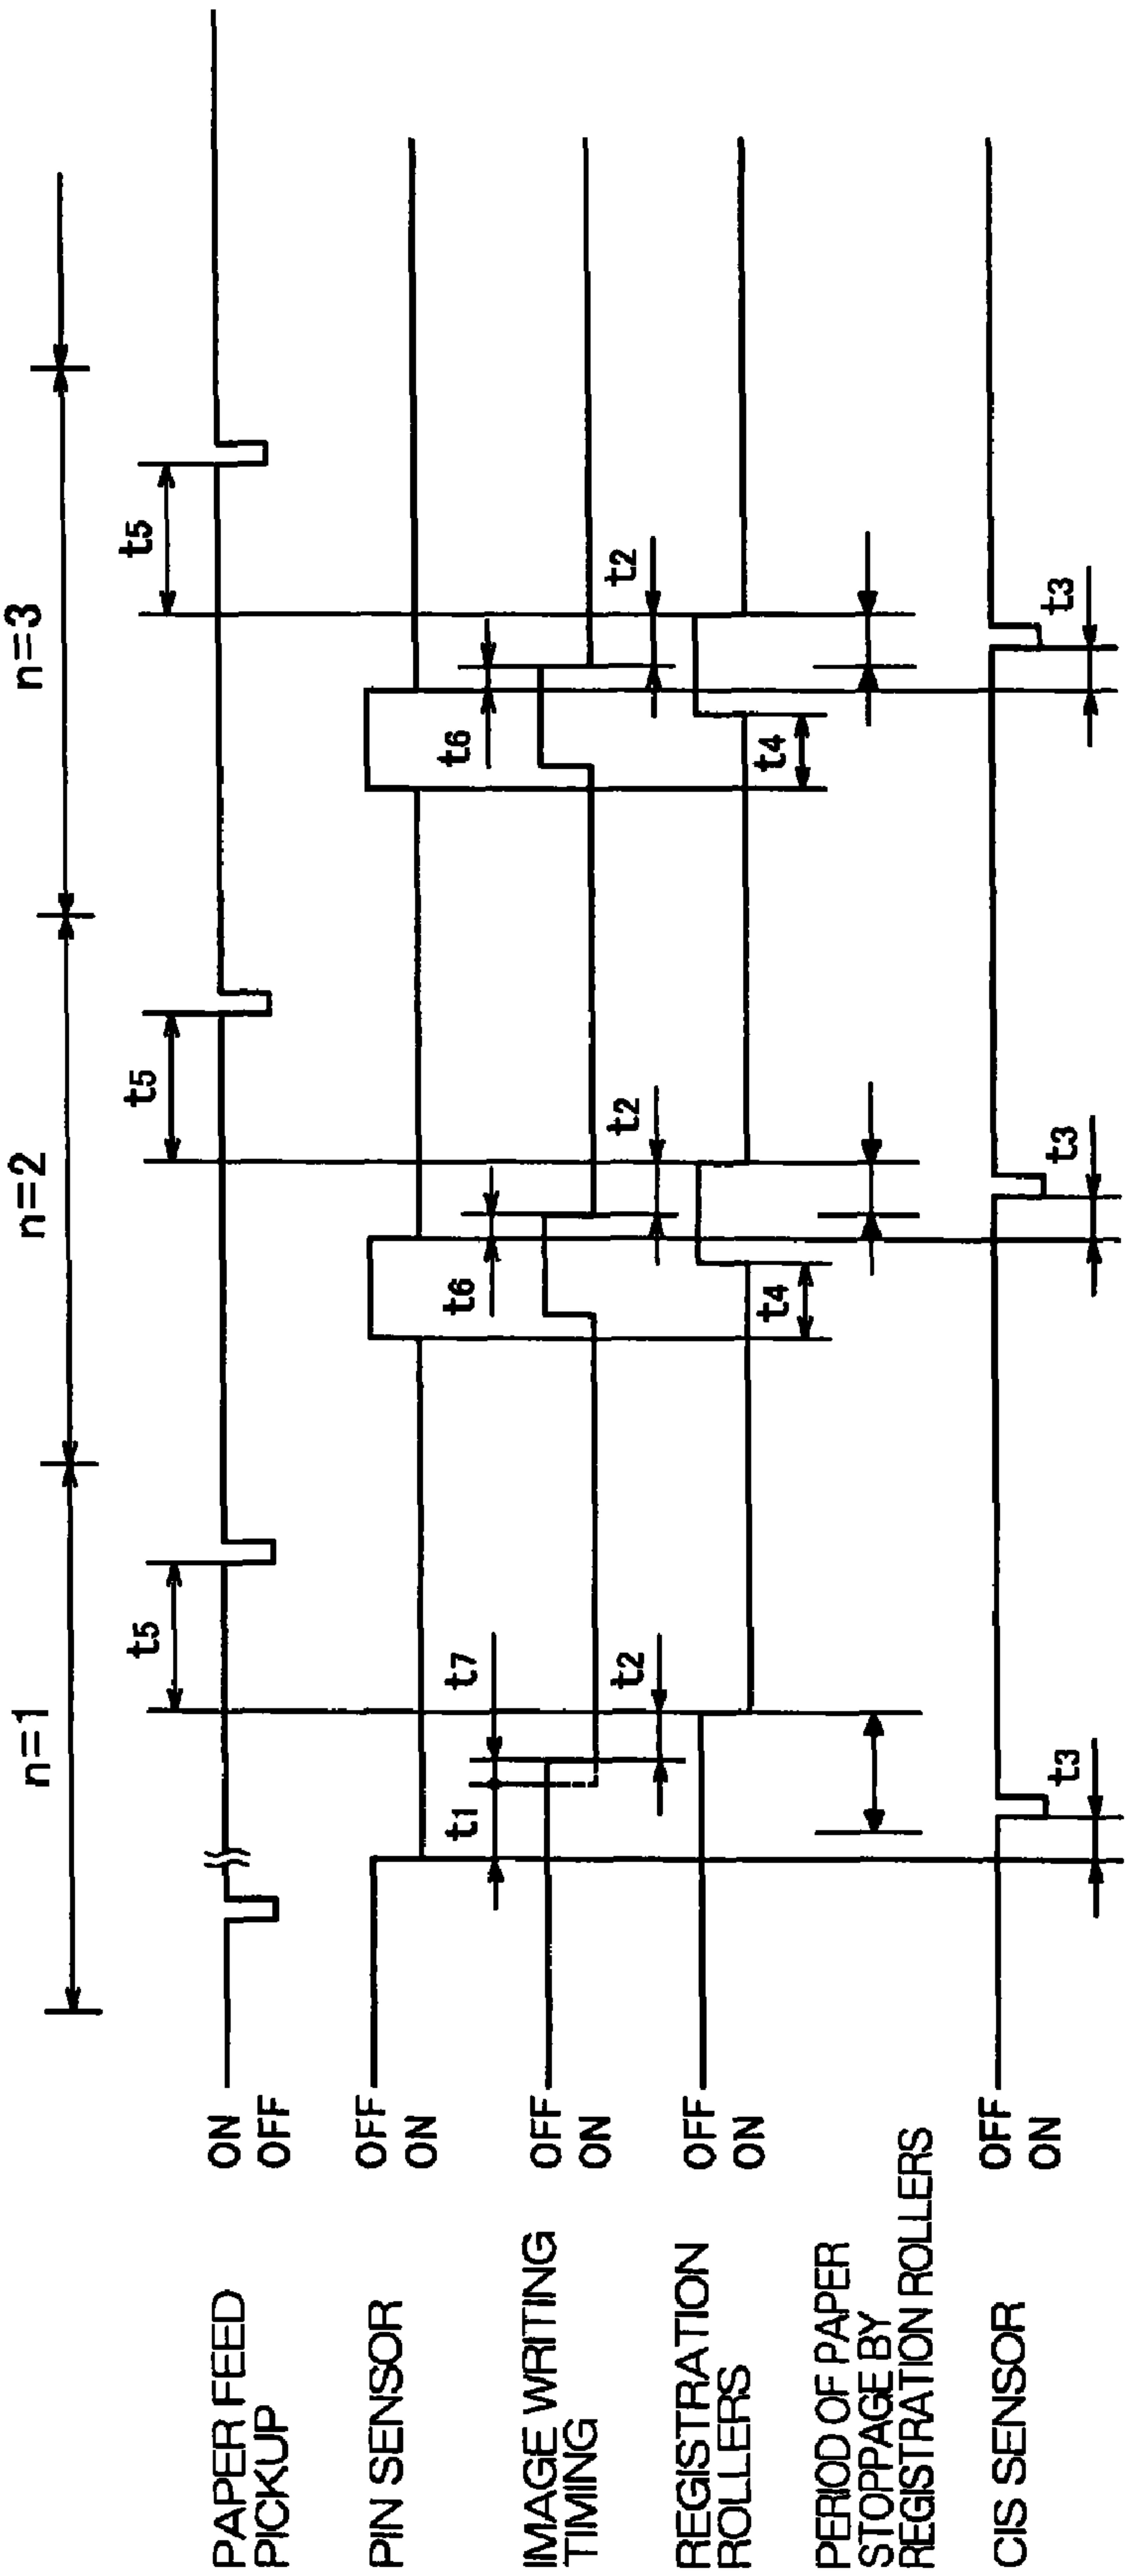 n=1
n=2
n=3
PAPER FEED
PICKUP
ON
OFF
t5
t5
t5
PIN SENSOR
OFF
ON
IMAGE WRITING
TIMING
OFF
ON
t1
t7
t6
t6
REGISTRATION
ROLLERS
OFF
ON
t2
t2
t2
PERIOD OF PAPER
STOPPAGE BY
REGISTRATION ROLLERS
t4
t4
CIS SENSOR
OFF
ON
t3
t3
t3